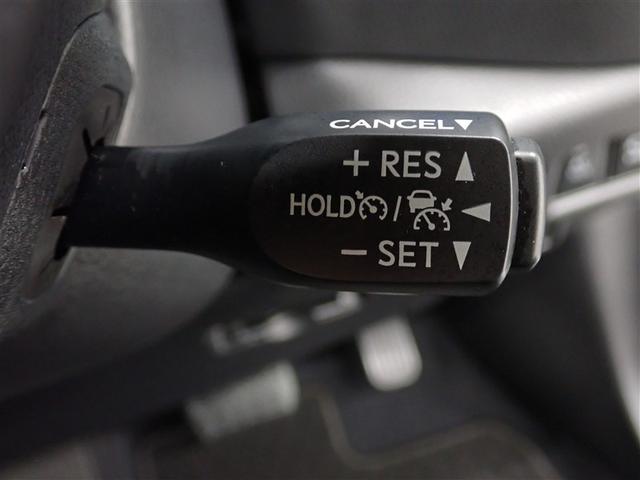 CANCEL▼
+ RES ▲
HOLD / ◄
− SET ▼